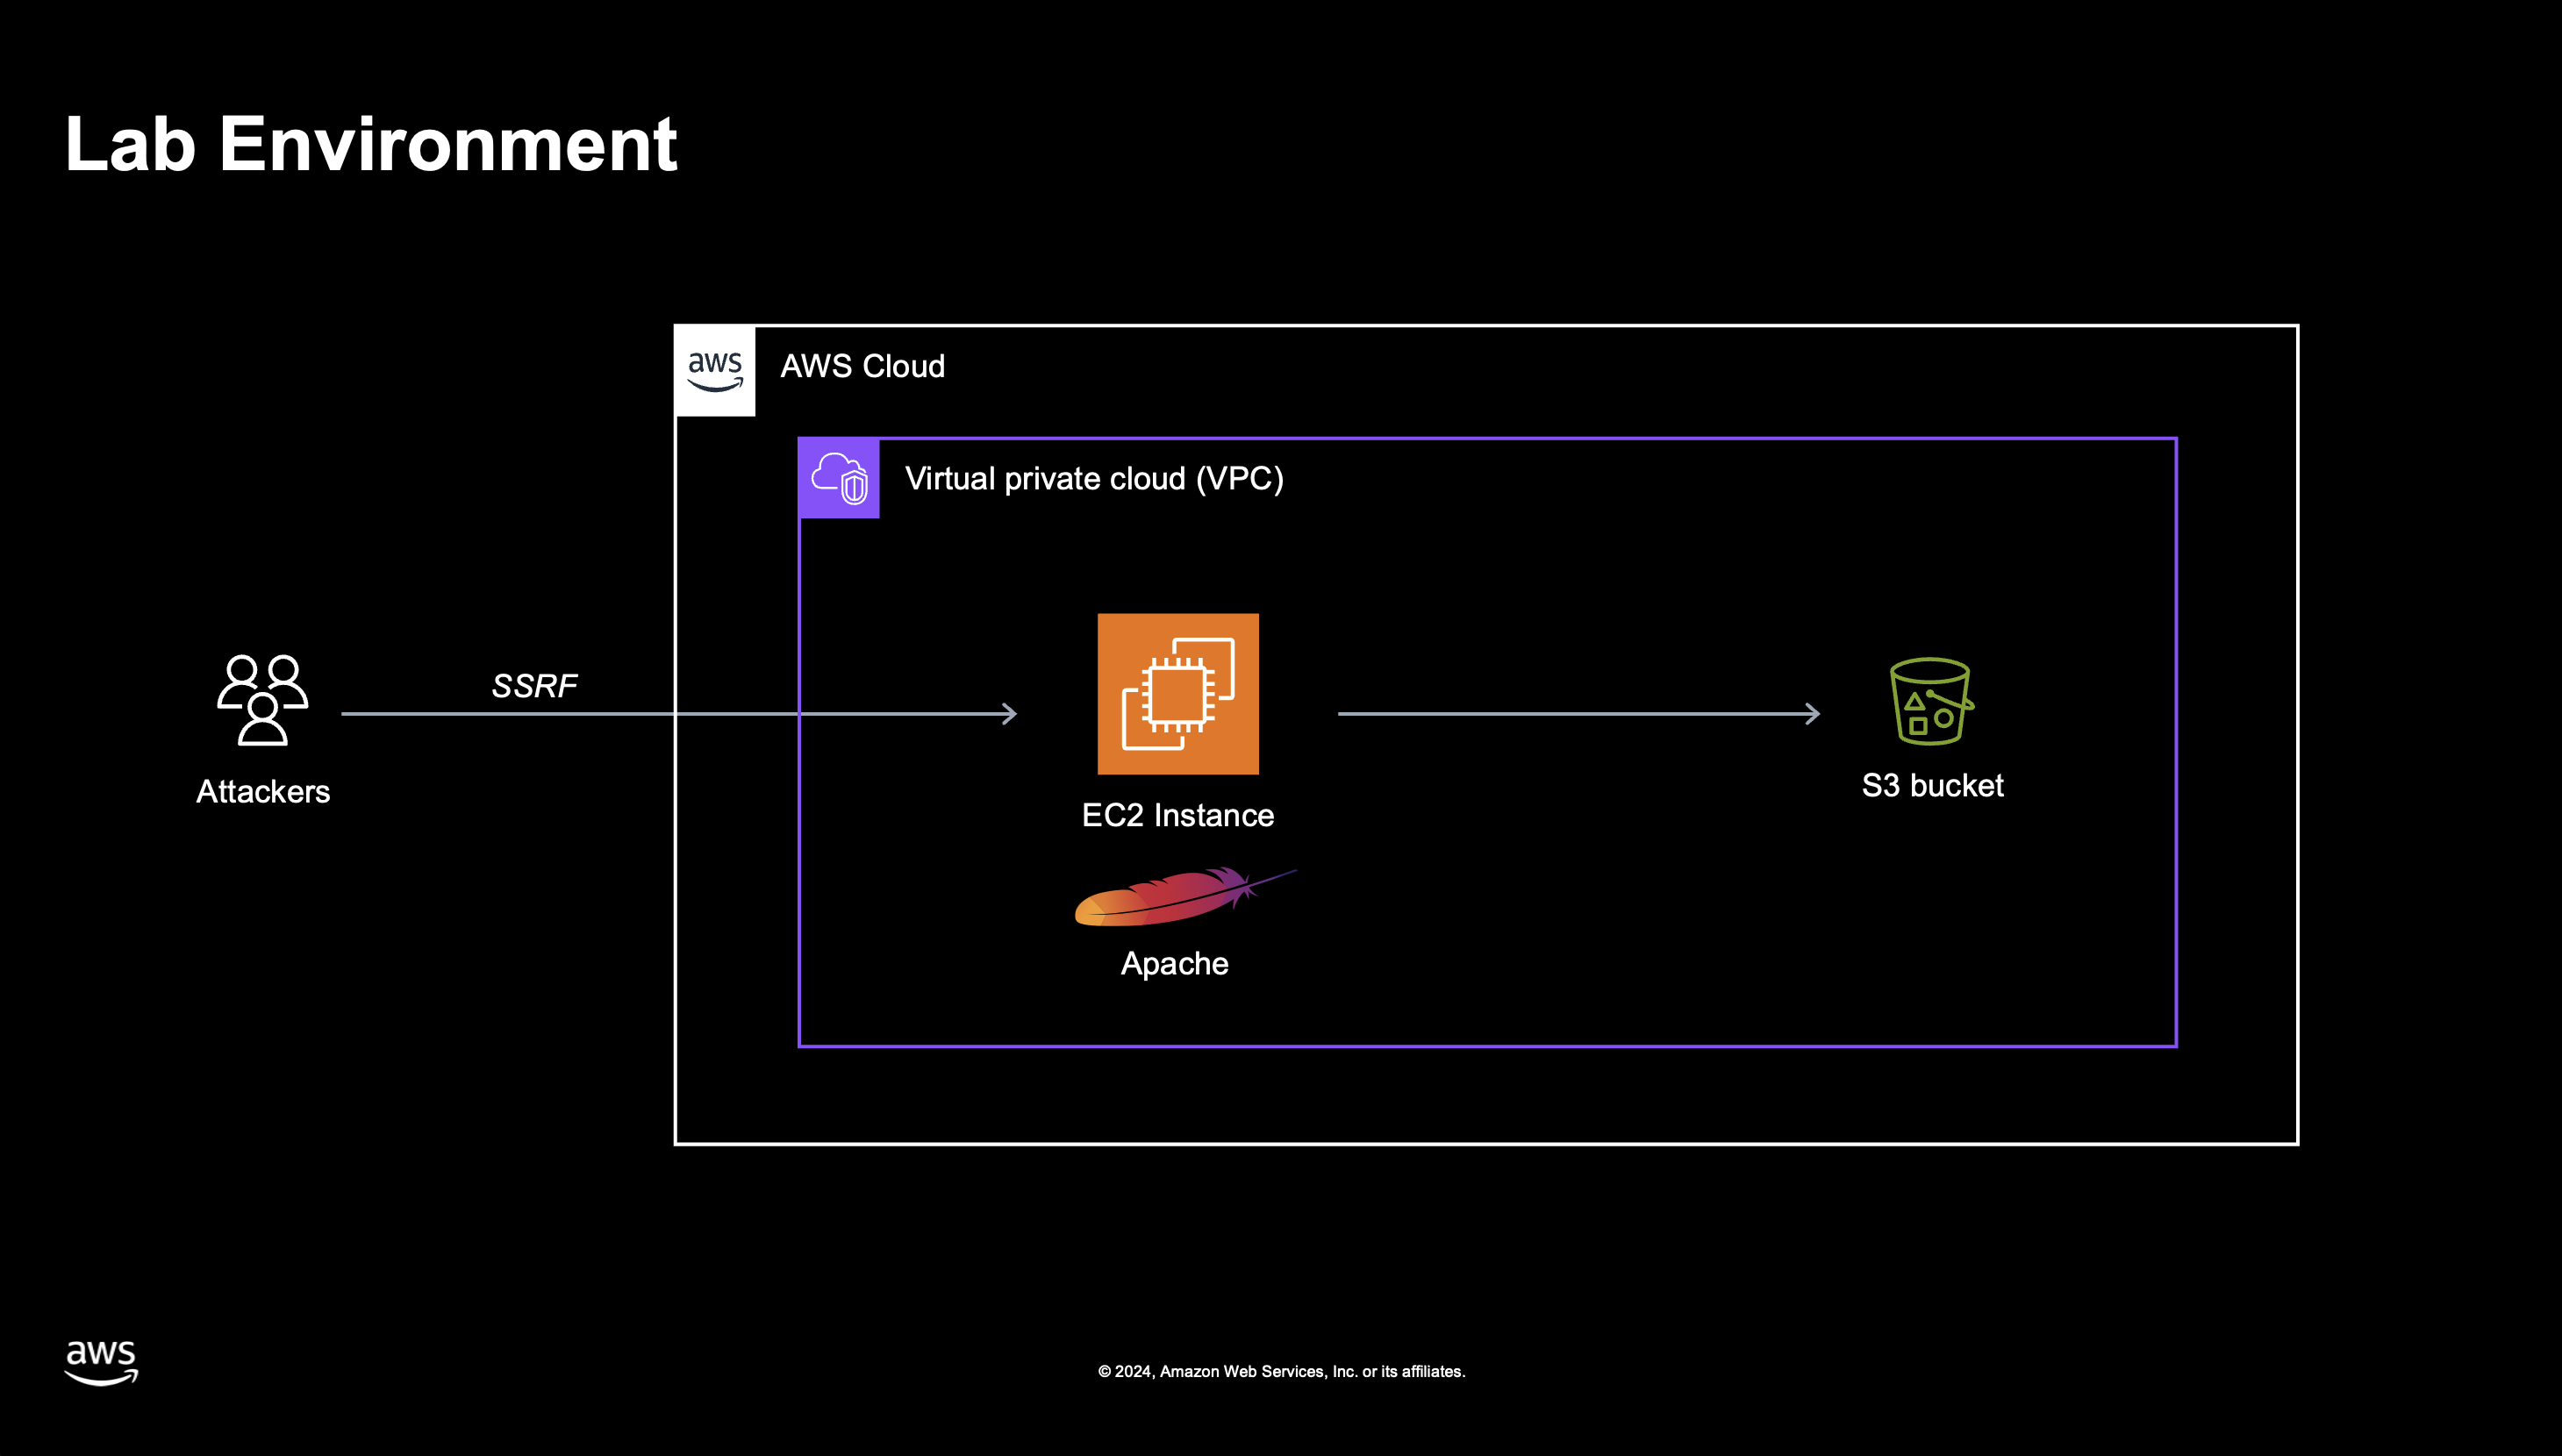 Lab Environment
aws
AWS Cloud
Virtual private cloud (VPC)
SSRF
Attackers
EC2 Instance
S3 bucket
Apache
aws
© 2024, Amazon Web Services, Inc. or its affiliates.